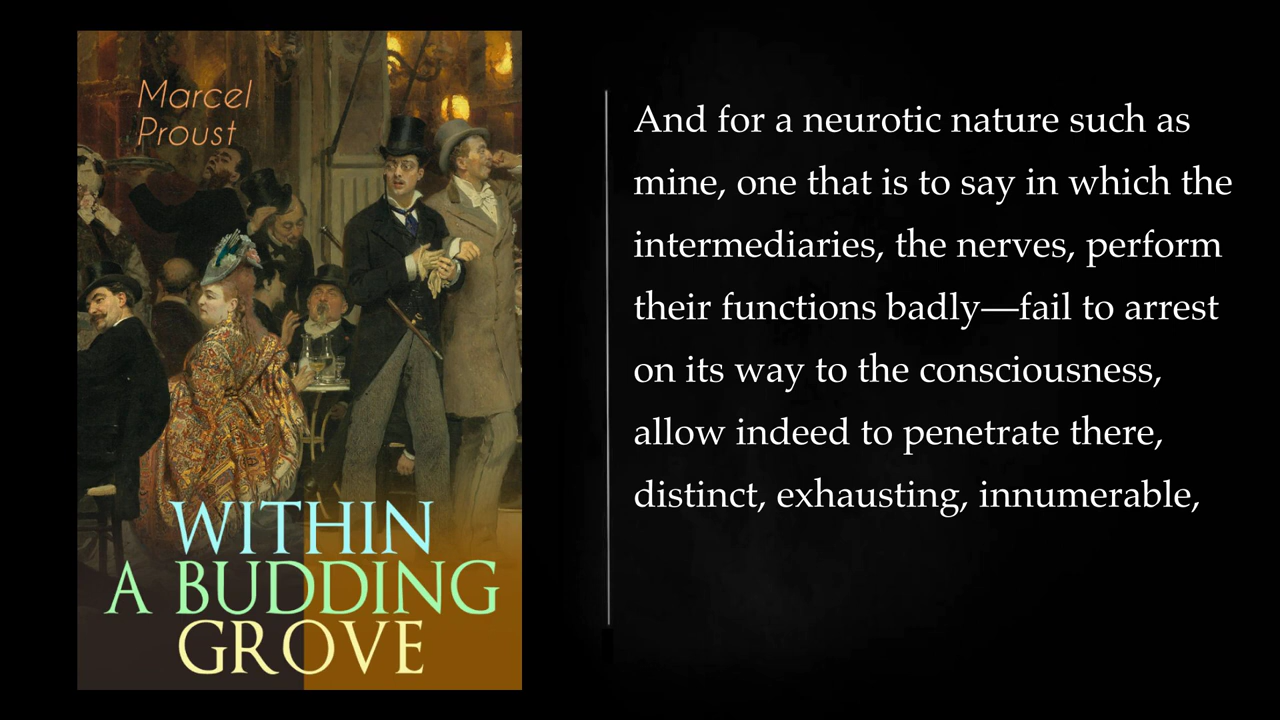 Marcel
Proust
WITHIN
A BUDDING
GROVE
And for a neurotic nature such as
mine, one that is to say in which the
intermediaries, the nerves, perform
their functions badly—fail to arrest
on its way to the consciousness,
allow indeed to penetrate there,
distinct, exhausting, innumerable,